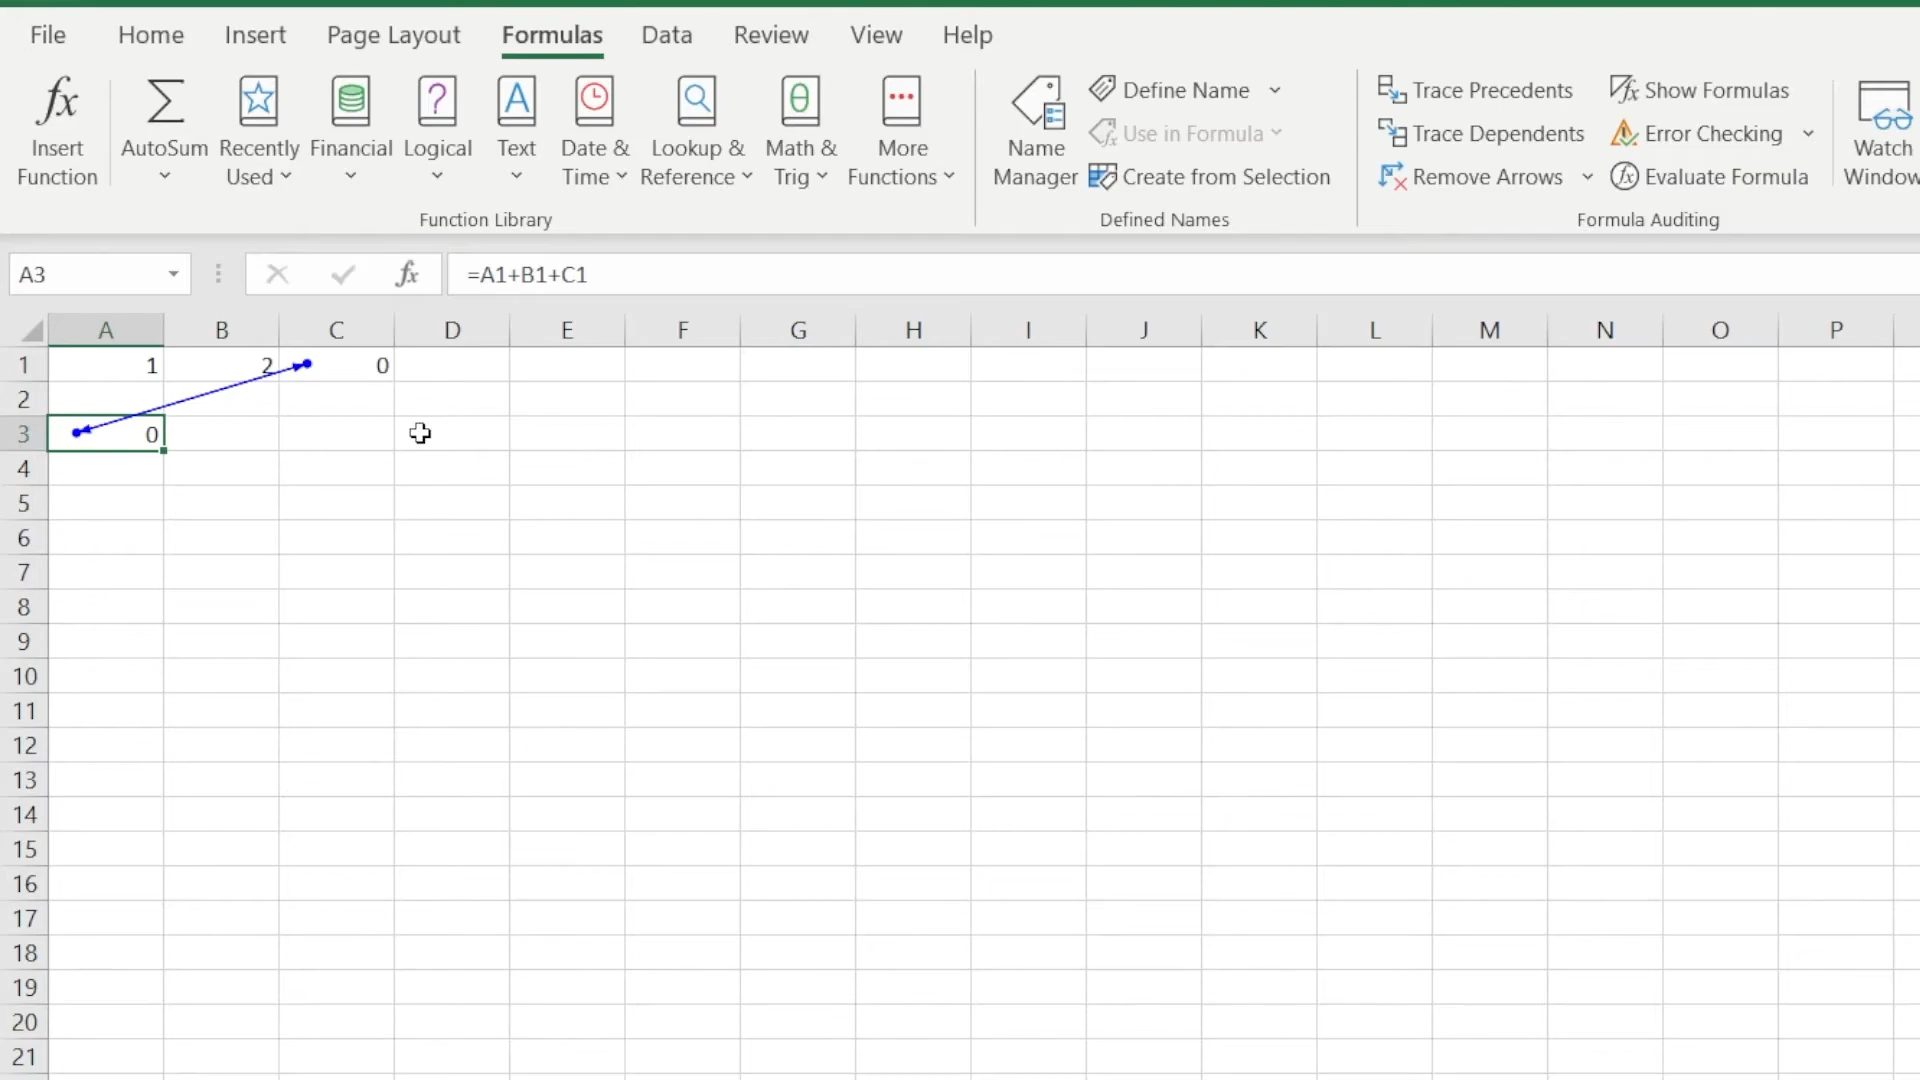 File Home Insert Page Layout Formulas Data Review View Help
Insert Function
AutoSum
Recently Used
Financial
Logical
Text
Date & Time
Lookup & Reference
Math & Trig
More Functions
Function Library
Name Manager
Define Name
Use in Formula
Create from Selection
Defined Names
Trace Precedents
Trace Dependents
Remove Arrows
Show Formulas
Error Checking
Evaluate Formula
Watch Window
Formula Auditing
A3 fx =A1+B1+C1
A B C D E F G H I J K L M N O P
1 1 2 0
2
3 0
4
5
6
7
8
9
10
11
12
13
14
15
16
17
18
19
20
21